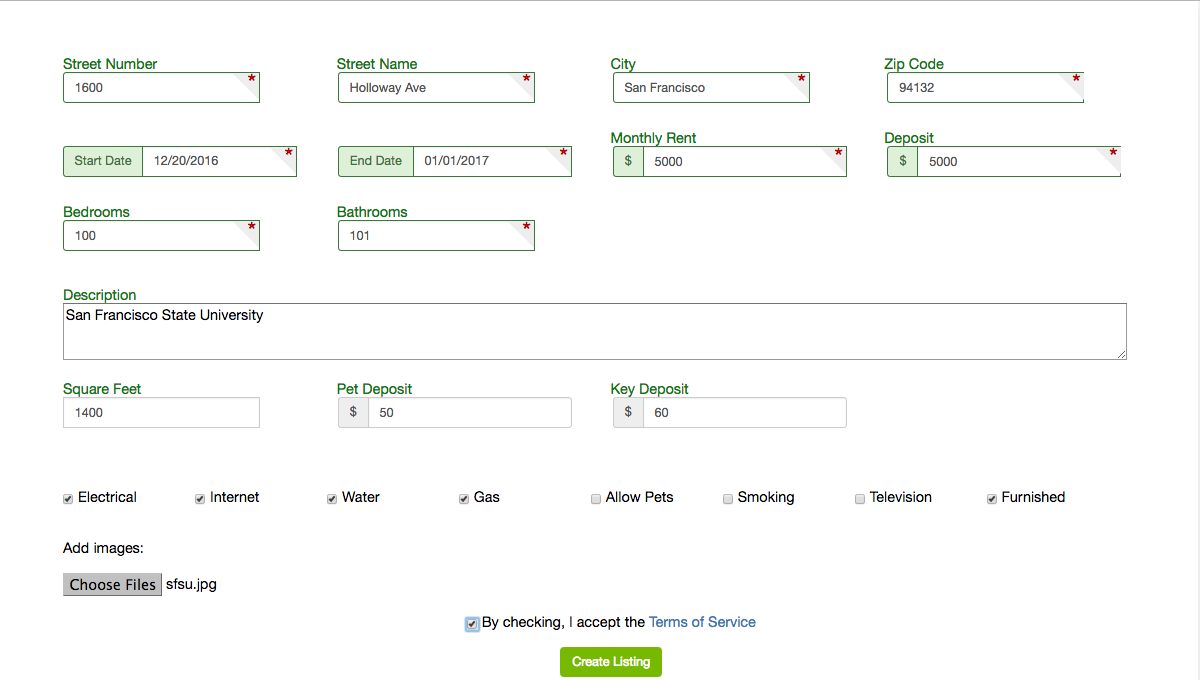 Street Number Street Name City Zip Code
1600 * Holloway Ave * San Francisco * 94132 *
Monthly Rent Deposit
Start Date 12/20/2016 * End Date 01/01/2017 * $ 5000 * $ 5000 *
Bedrooms Bathrooms
100 * 101 *
Description
San Francisco State University
Square Feet Pet Deposit Key Deposit
1400 $ 50 $ 60
Electrical Internet Water Gas Allow Pets Smoking Television Furnished
Add images:
Choose Files sfsu.jpg
By checking, I accept the Terms of Service
Create Listing